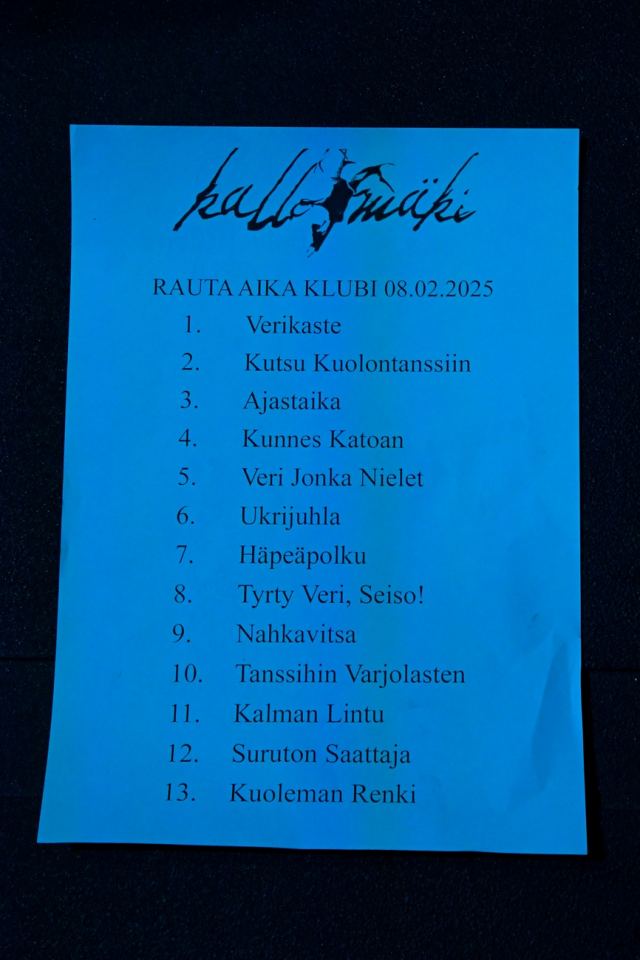 kallomäki
RAUTA AIKA KLUBI 08.02.2025
1. Verikaste
2. Kutsu Kuolontanssiin
3. Ajastaika
4. Kunnes Katoan
5. Veri Jonka Nielet
6. Ukrijuhla
7. Häpeäpolku
8. Tyrty Veri, Seiso!
9. Nahkavitsa
10. Tanssihin Varjolasten
11. Kalman Lintu
12. Suruton Saattaja
13. Kuoleman Renki